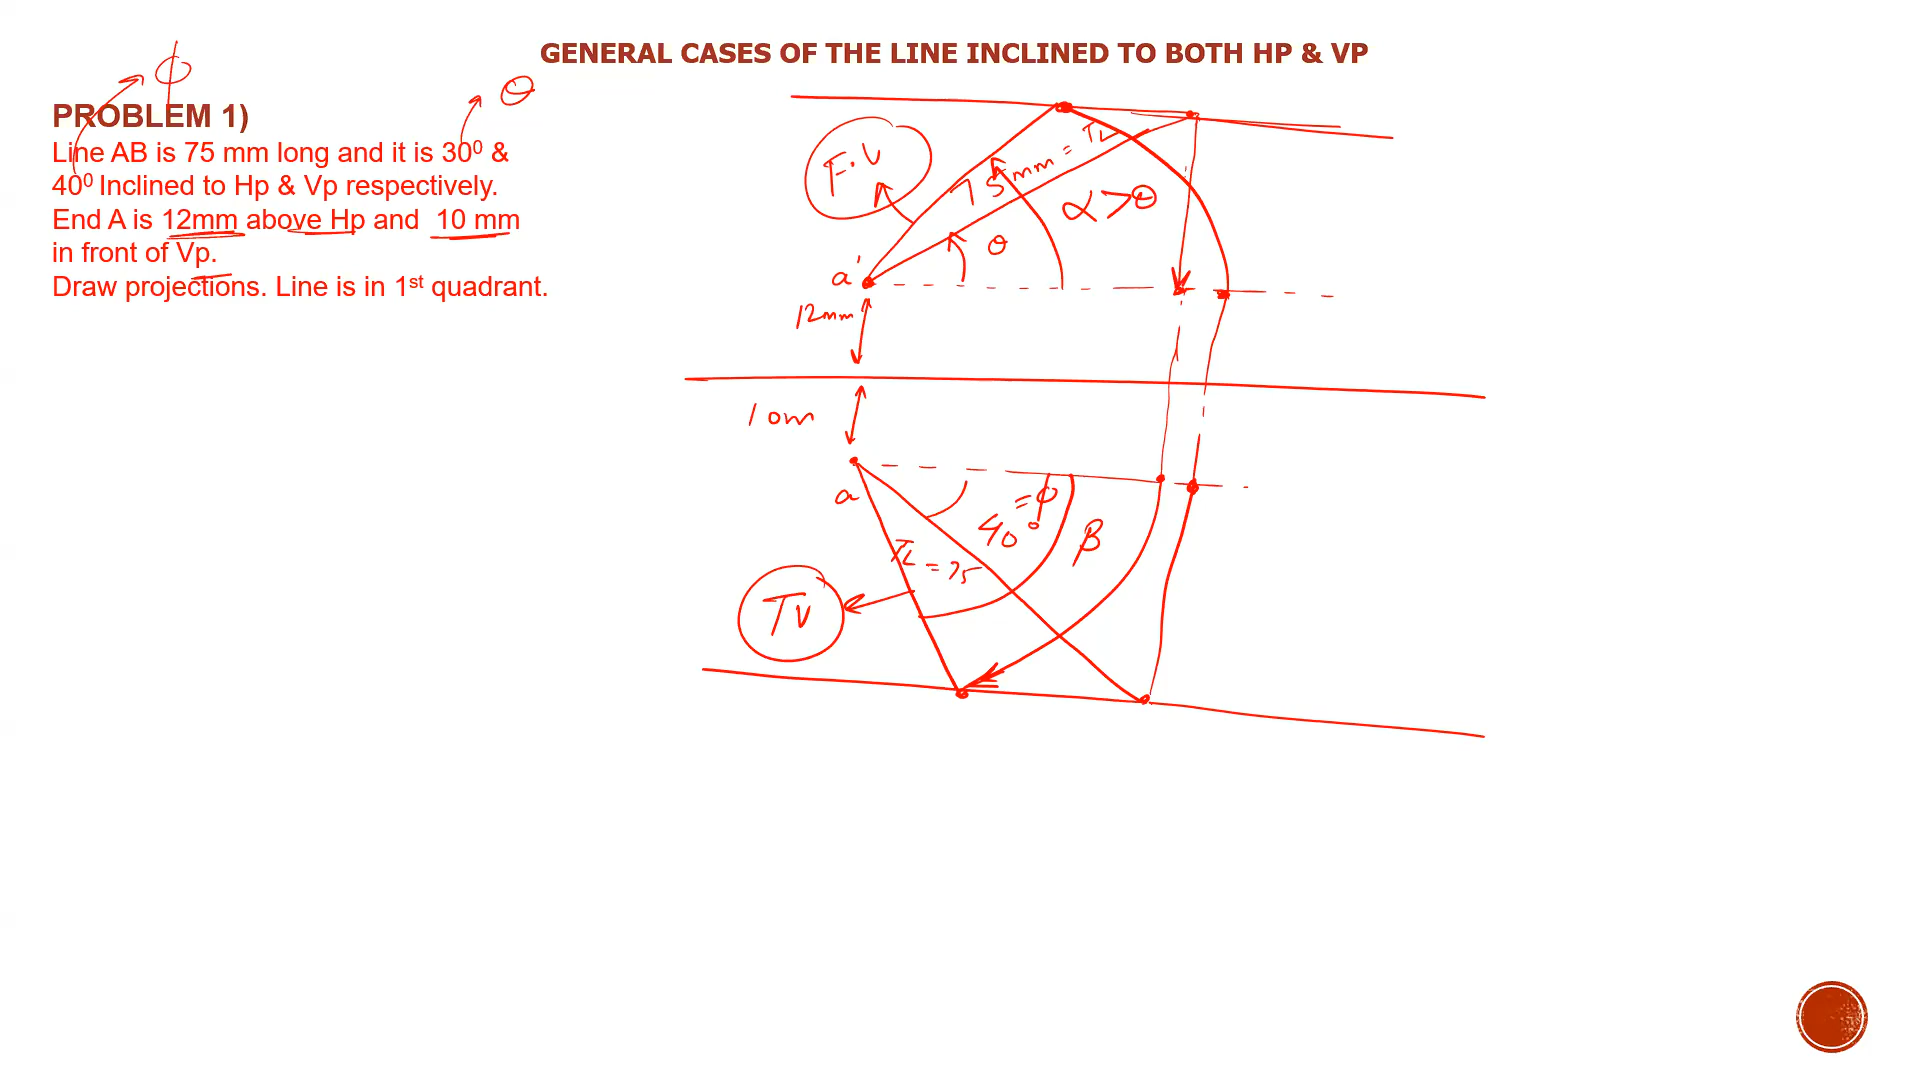 GENERAL CASES OF THE LINE INCLINED TO BOTH HP & VP
ϕ
θ
PROBLEM 1)
Line AB is 75 mm long and it is 30⁰ &
40⁰ Inclined to Hp & Vp respectively.
End A is 12mm above Hp and 10 mm
in front of Vp.
Draw projections. Line is in 1st quadrant.
F.V
75mm = TL
α>θ
θ
a'
12mm
10m
a
=ϕ
40°
β
TL = 75
TV